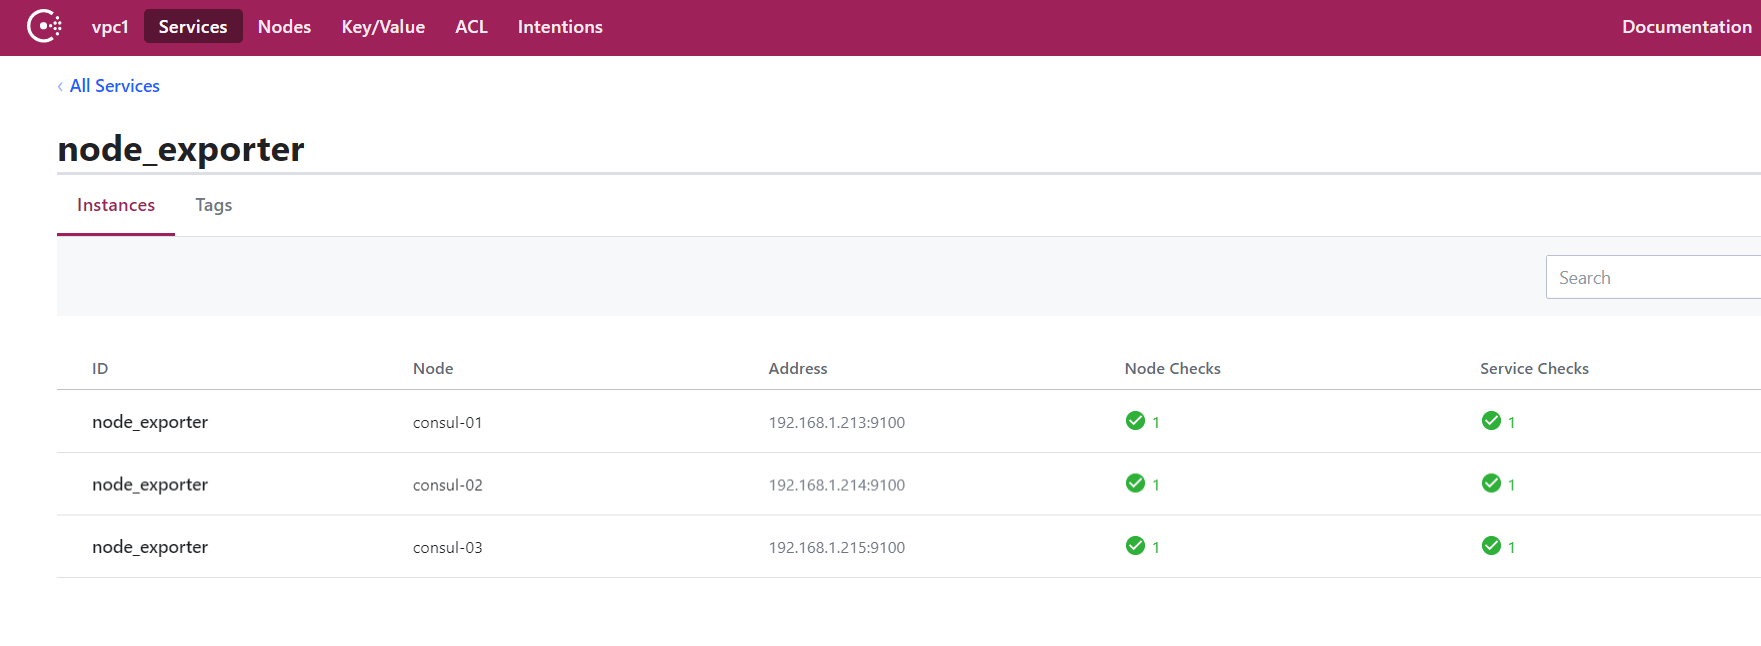 vpc1 Services Nodes Key/Value ACL Intentions Documentation
‹ All Services
node_exporter
Instances Tags
Search
ID Node Address Node Checks Service Checks
node_exporter consul-01 192.168.1.213:9100 1 1
node_exporter consul-02 192.168.1.214:9100 1 1
node_exporter consul-03 192.168.1.215:9100 1 1